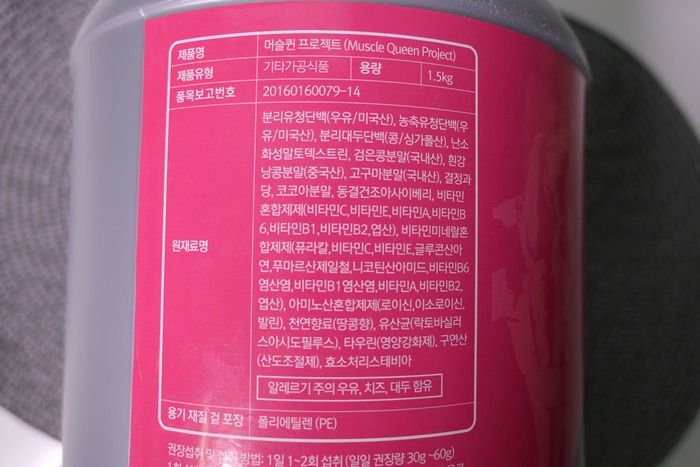 제품명 머슬퀸 프로젝트 (Muscle Queen Project)
제품유형 기타가공식품 용량 1.5kg
품목보고번호 20160160079-14
원재료명
분리유청단백(우유/미국산), 농축유청단백(우
유/미국산), 분리대두단백(콩/싱가폴산), 난소
화성말토덱스트린, 검은콩분말(국내산), 흰강
낭콩분말(중국산), 고구마분말(국내산), 결정과
당, 코코아분말, 동결건조아사이베리, 비타민
혼합제제(비타민C,비타민E,비타민A,비타민B
6,비타민B1,비타민B2,엽산), 비타민미네랄혼
합제제(퓨라칼,비타민C,비타민E,글루콘산아
연,푸마르산제일철,니코틴산아미드,비타민B6
염산염,비타민B1염산염,비타민A,비타민B2,
엽산), 아미노산혼합제제(로이신,이소로이신,
발린), 천연향료(땅콩향), 유산균(락토바실러
스아시도필루스), 타우린(영양강화제), 구연산
(산도조절제), 효소처리스테비아
알레르기 주의 우유, 치즈, 대두 함유
용기 재질 겉 포장 폴리에틸렌 (PE)
권장섭취 및 섭취 방법: 1일 1~2회 섭취 (일일 권장량 30g~60g)